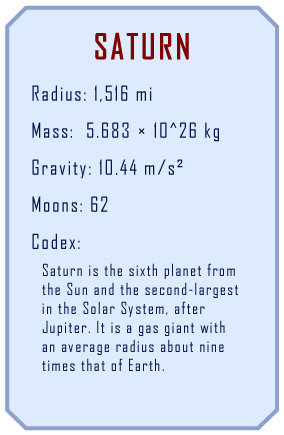 SATURN
Radius: 1,516 mi
Mass: 5.683 × 10^26 kg
Gravity: 10.44 m/s²
Moons: 62
Codex:
Saturn is the sixth planet from
the Sun and the second-largest
in the Solar System, after
Jupiter. It is a gas giant with
an average radius about nine
times that of Earth.